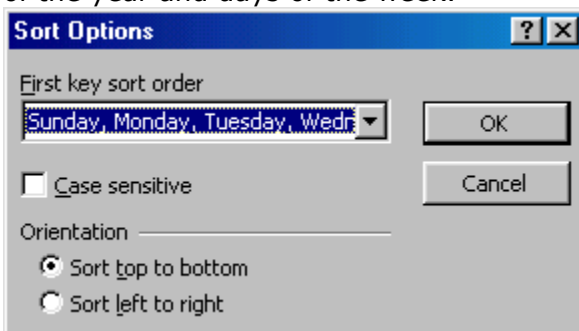 of the year and days of the week.
Sort Options
First key sort order
Sunday, Monday, Tuesday, Wedn
OK
Case sensitive
Cancel
Orientation
Sort top to bottom
Sort left to right